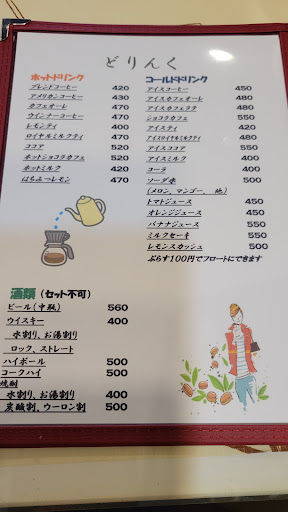 どりんく
ホットドリンク
ブレンドコーヒー 420
アメリカンコーヒー 430
カフェオーレ 470
ウインナーコーヒー 470
レモンティ 400
ロイヤルミルクティ 470
ココア 520
ホットショコラカフェ 520
ホットミルク 420
はちみーつレモン 470
コールドドリンク
アイスコーヒー 450
アイスカフェオーレ 480
アイスカフェラテ 480
ショコラカフェ 550
アイスティ 420
アイスロイヤルミルクティ 480
アイスココア 550
アイスミルク 450
コーラ 450
ソーダ水 500
(メロン、マンゴー、 他)
トマトジュース 450
オレンジジュース 450
バナナジュース 550
ミルクセーキ 550
レモンスカッシュ 500
ぷらす100円でフロートにできます
酒類 (セット不可)
ビール(中瓶) 560
ウイスキー 400
水割り、お湯割り
ロック、ストレート
ハイボール 500
コークハイ 500
焼酎
水割り、お湯割り 400
炭酸割、ウーロン割 500